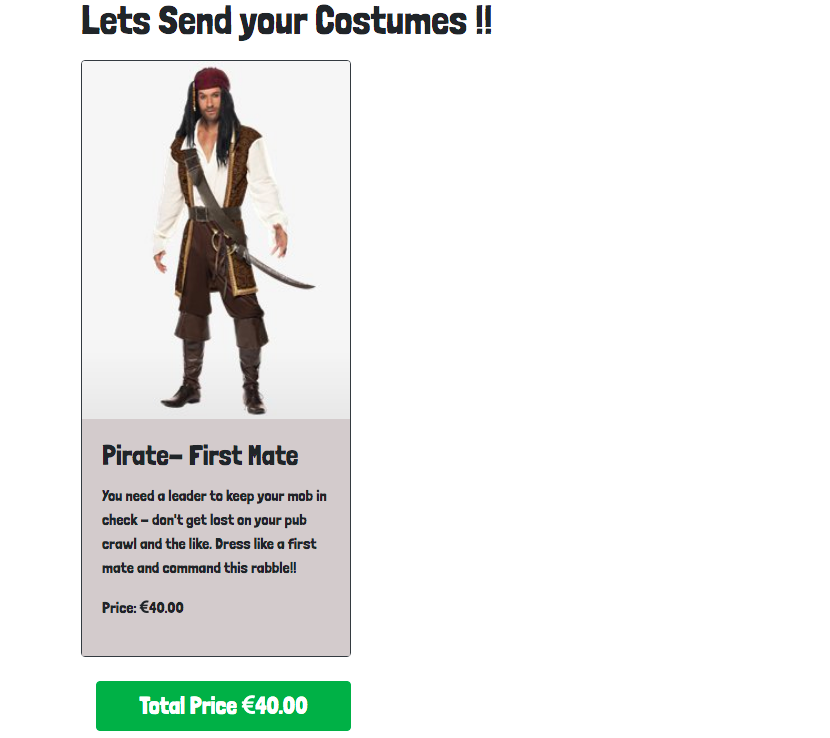 Lets Send your Costumes !!
Pirate- First Mate
You need a leader to keep your mob in
check - don't get lost on your pub
crawl and the like. Dress like a first
mate and command this rabble!!
Price: €40.00
Total Price €40.00